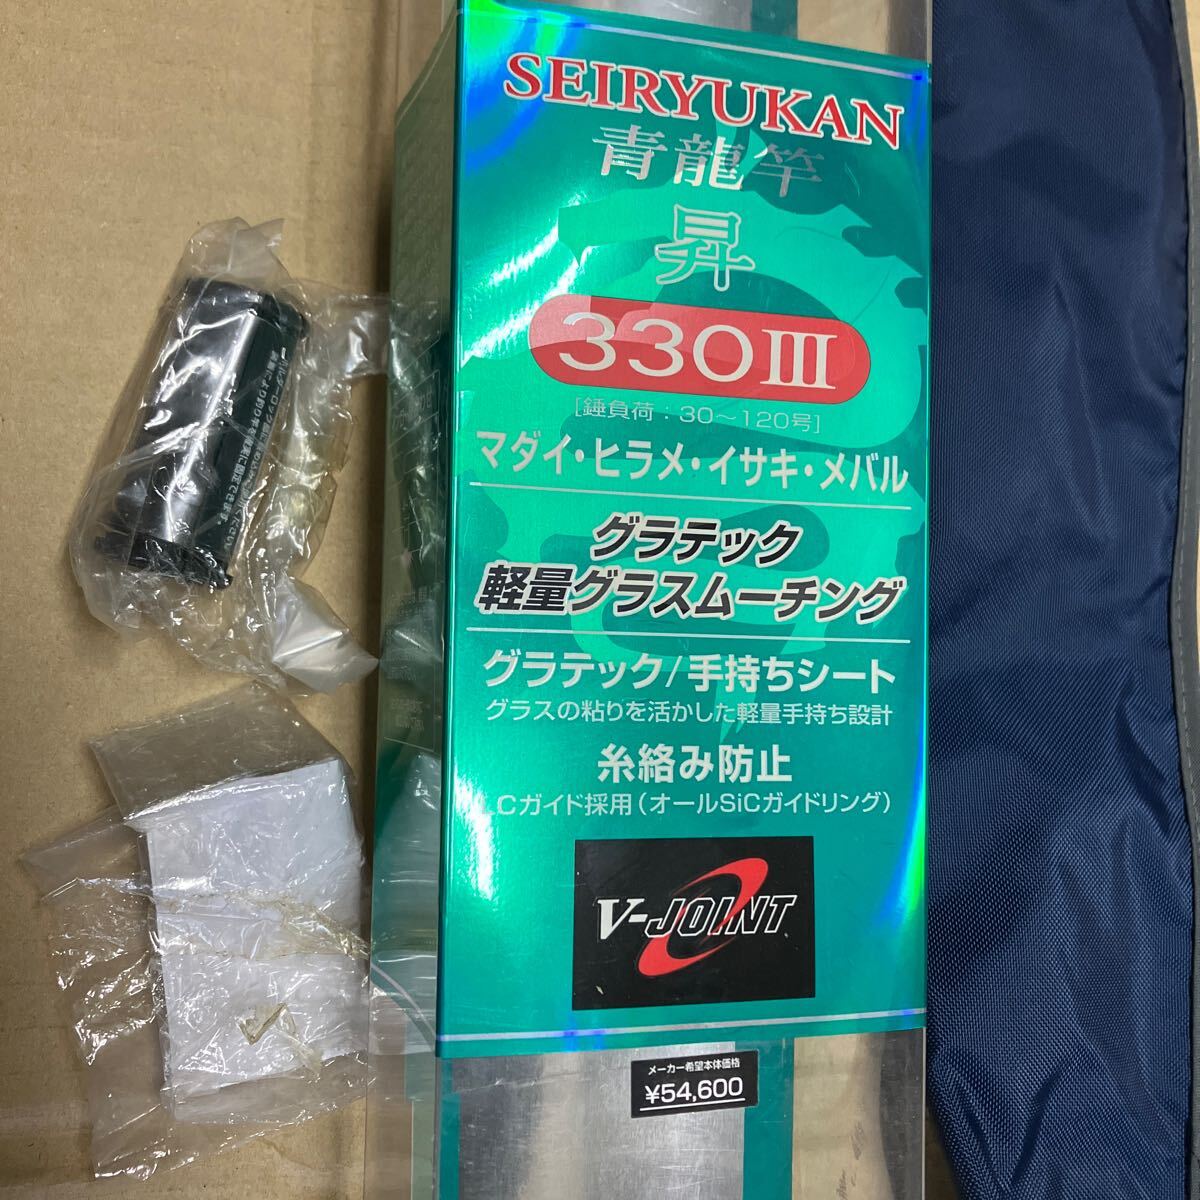 SEIRYUKAN
青龍竿
昇
330III
[錘負荷:30～120号]
マダイ・ヒラメ・イサキ・メバル
グラテック
軽量グラスムーチング
グラテック/手持ちシート
グラスの粘りを活かした軽量手持ち設計
糸絡み防止
LCガイド採用(オールSiCガイドリング)
V-JOINT
メーカー希望本体価格
¥54,600